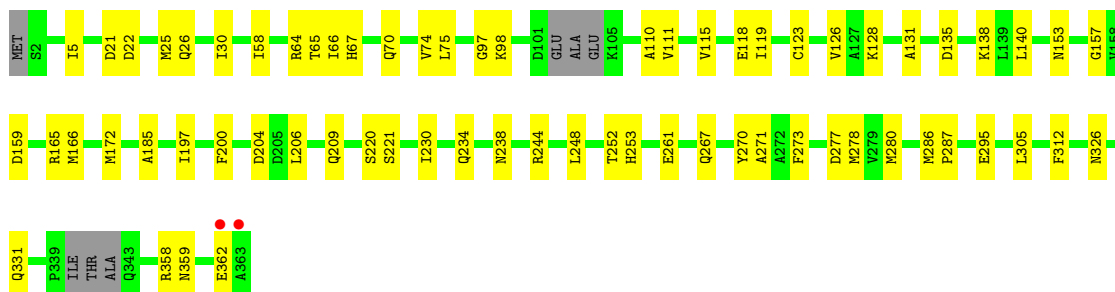 MET S2 I5 D21 D22 M25 Q26 I30 I58 R64 T65 I66 H67 Q70 V74 L75 G97 K98 D101 GLU ALA GLU K105 A110 V111 V115 E118 I119 C123 V126 A127 K128 A131 D135 K138 L139 L140 N153 G157 V158
D159 R165 M166 M172 A185 I197 F200 D204 D205 L206 Q209 S220 S221 I230 Q234 N238 R244 L248 T252 H253 E261 Q267 Y270 A271 A272 F273 D277 M278 V279 M280 M286 P287 E295 L305 F312 N326
Q331 P339 ILE THR ALA Q343 R358 N359 E362 A363